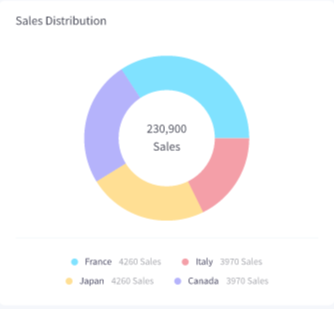 Sales Distribution
230,900
Sales
France 4260 Sales Italy 3970 Sales
Japan 4260 Sales Canada 3970 Sales